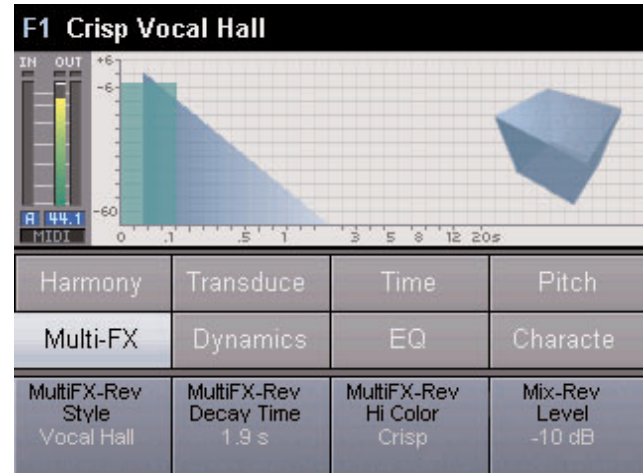 F1 Crisp Vocal Hall
IN OUT
+6
-6
-60
A 44.1
MIDI
0 .1 .5 1 3 5 8 12 20s
Harmony Transduce Time Pitch
Multi-FX Dynamics EQ Characte
MultiFX-Rev MultiFX-Rev MultiFX-Rev Mix-Rev
Style Decay Time Hi Color Level
Vocal Hall 1.9 s Crisp -10 dB